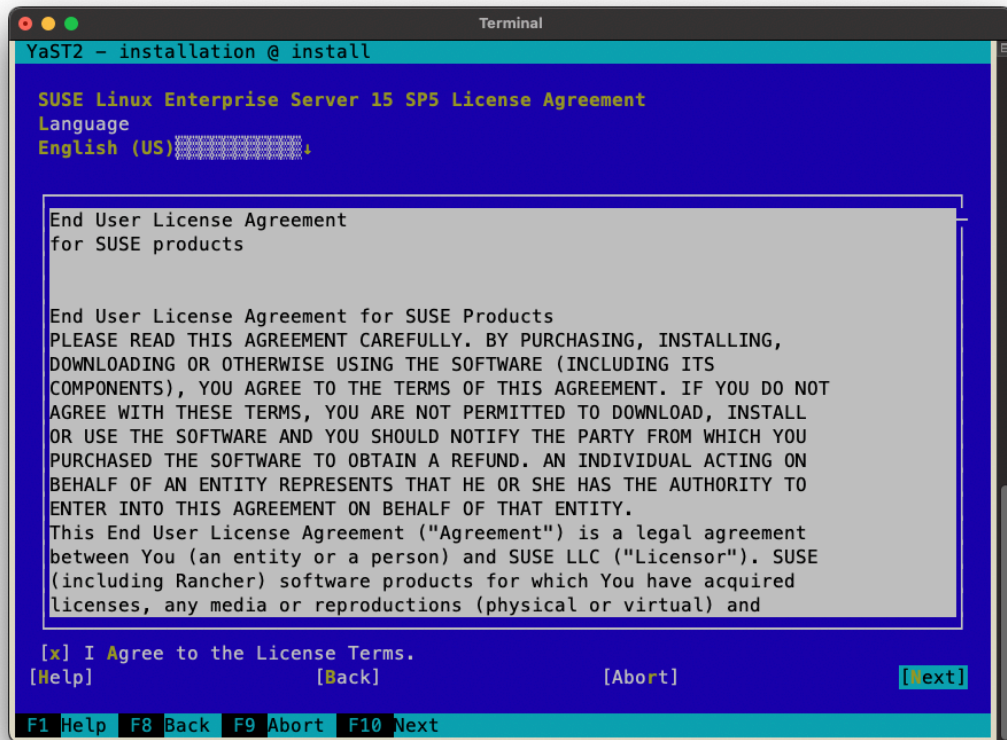 Terminal
YaST2 – installation @ install
SUSE Linux Enterprise Server 15 SP5 License Agreement
Language
English (US)
End User License Agreement
for SUSE products
End User License Agreement for SUSE Products
PLEASE READ THIS AGREEMENT CAREFULLY. BY PURCHASING, INSTALLING,
DOWNLOADING OR OTHERWISE USING THE SOFTWARE (INCLUDING ITS
COMPONENTS), YOU AGREE TO THE TERMS OF THIS AGREEMENT. IF YOU DO NOT
AGREE WITH THESE TERMS, YOU ARE NOT PERMITTED TO DOWNLOAD, INSTALL
OR USE THE SOFTWARE AND YOU SHOULD NOTIFY THE PARTY FROM WHICH YOU
PURCHASED THE SOFTWARE TO OBTAIN A REFUND. AN INDIVIDUAL ACTING ON
BEHALF OF AN ENTITY REPRESENTS THAT HE OR SHE HAS THE AUTHORITY TO
ENTER INTO THIS AGREEMENT ON BEHALF OF THAT ENTITY.
This End User License Agreement ("Agreement") is a legal agreement
between You (an entity or a person) and SUSE LLC ("Licensor"). SUSE
(including Rancher) software products for which You have acquired
licenses, any media or reproductions (physical or virtual) and
[x] I Agree to the License Terms.
[Help] [Back] [Abort] [Next]
F1 Help F8 Back F9 Abort F10 Next